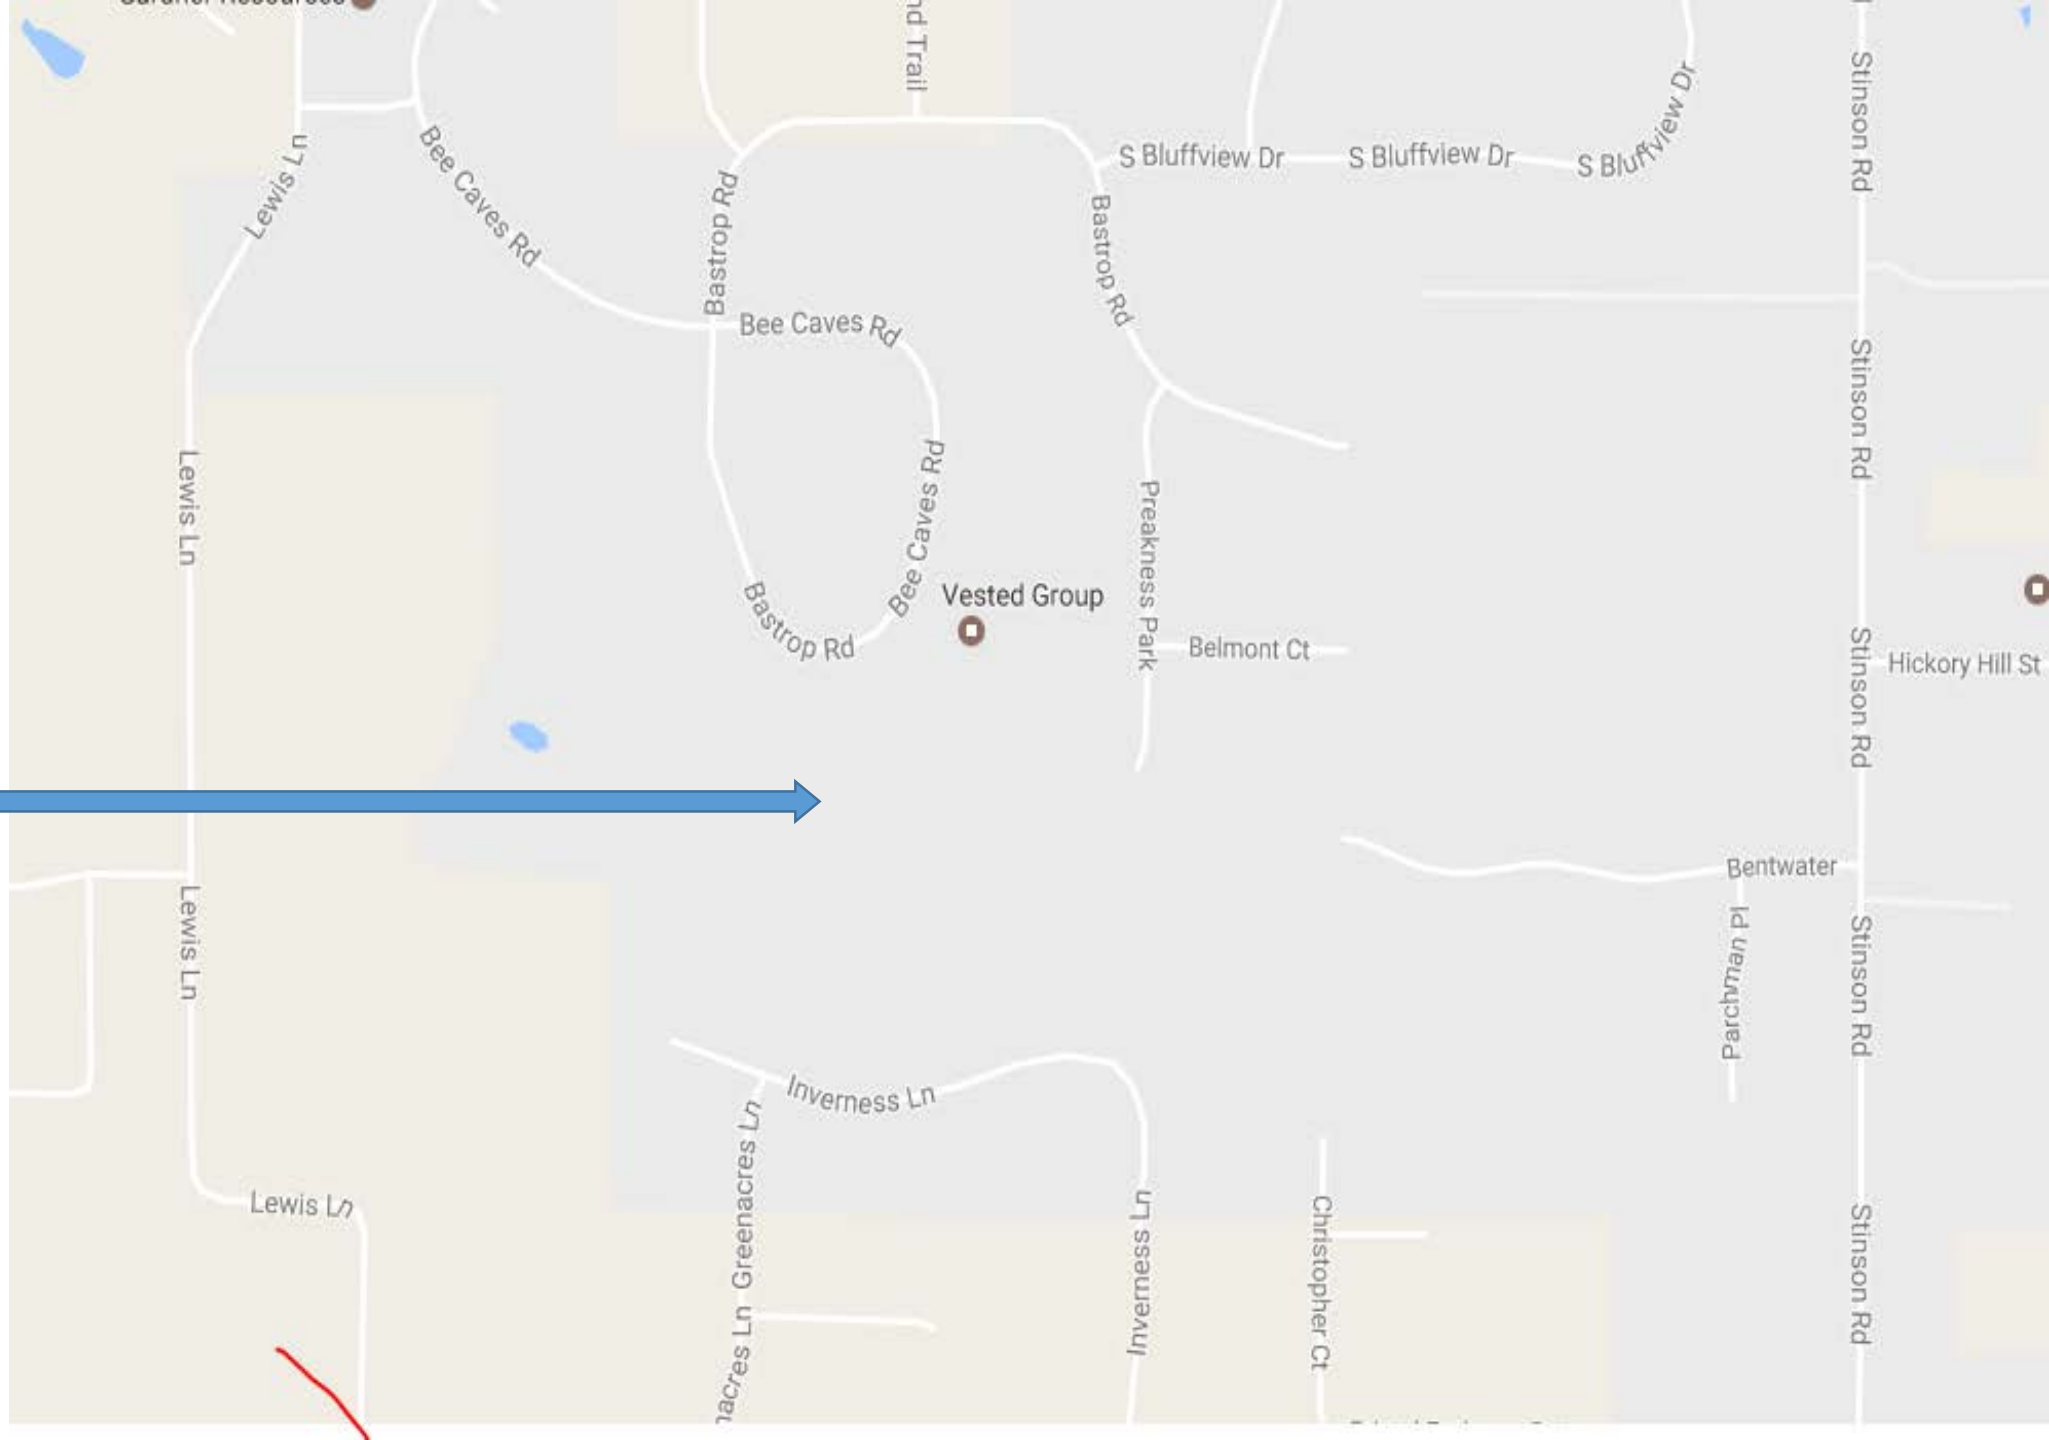 Trail
Stinson Rd
S Bluffview Dr
S Bluffview Dr
S Bluffview Dr
Lewis Ln
Bee Caves Rd
Bastrop Rd
Bastrop Rd
Bee Caves Rd
Stinson Rd
Lewis Ln
Bee Caves Rd
Preakness Park
Vested Group
Bastrop Rd
Belmont Ct
Stinson Rd
Hickory Hill St
Bentwater
Lewis Ln
Parchman Pl
Stinson Rd
Inverness Ln
Greenacres Ln
Lewis Ln
Inverness Ln
Christopher Ct
Stinson Rd
nacres Ln